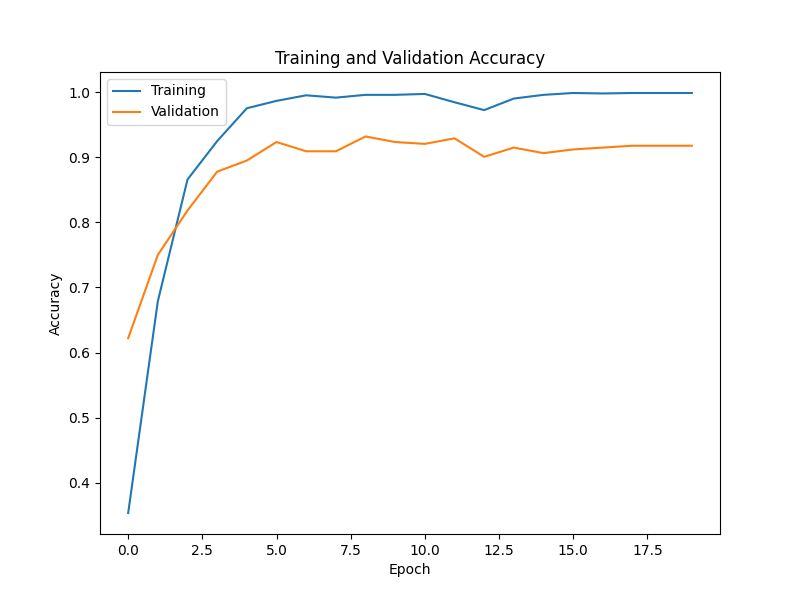 Training and Validation Accuracy
Training
Validation
1.0
0.9
0.8
0.7
0.6
0.5
0.4
Accuracy
0.0 2.5 5.0 7.5 10.0 12.5 15.0 17.5
Epoch